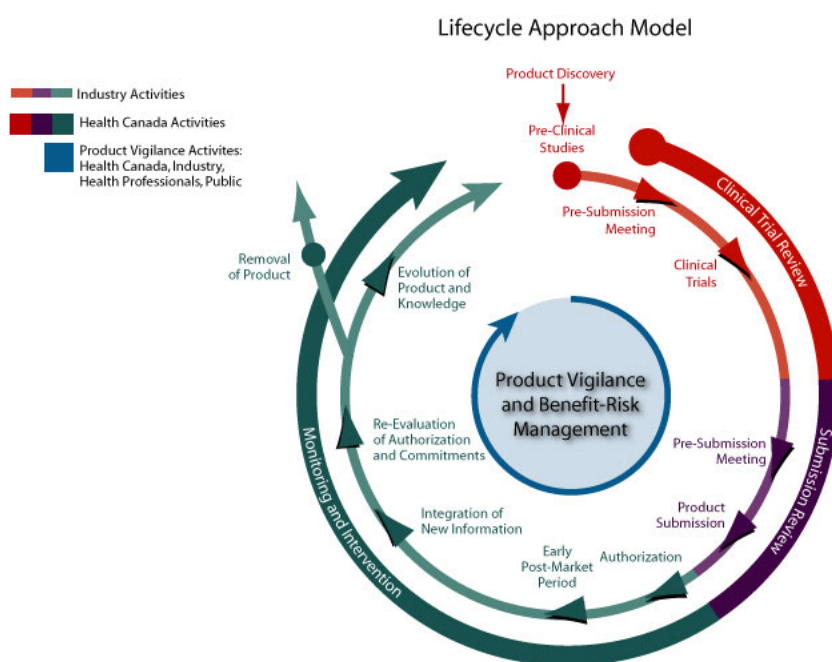 Lifecycle Approach Model
Industry Activities
Health Canada Activities
Product Vigilance Activites:
Health Canada, Industry,
Health Professionals, Public
Product Discovery
Pre-Clinical
Studies
Pre-Submission
Meeting
Clinical
Trials
Clinical Trial Review
Pre-Submission
Meeting
Product
Submission
Submission Review
Authorization
Early
Post-Market
Period
Integration of
New Information
Re-Evaluation
of Authorization
and Commitments
Monitoring and Intervention
Evolution of
Product and
Knowledge
Removal
of Product
Product Vigilance
and Benefit-Risk
Management